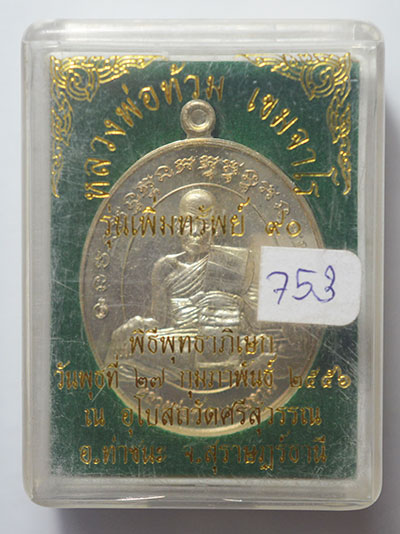 หลวงพ่อท้วม เขมจาโร
รุ่นเพิ่มทรัพย์ ๙๐
753
พิธีพุทธาภิเษก
วันพุธที่ ๒๗ กุมภาพันธ์ ๒๕๕๖
ณ อุโบสถวัดศรีสุวรรณ
อ.ท่าชนะ จ.สุราษฎร์ธานี